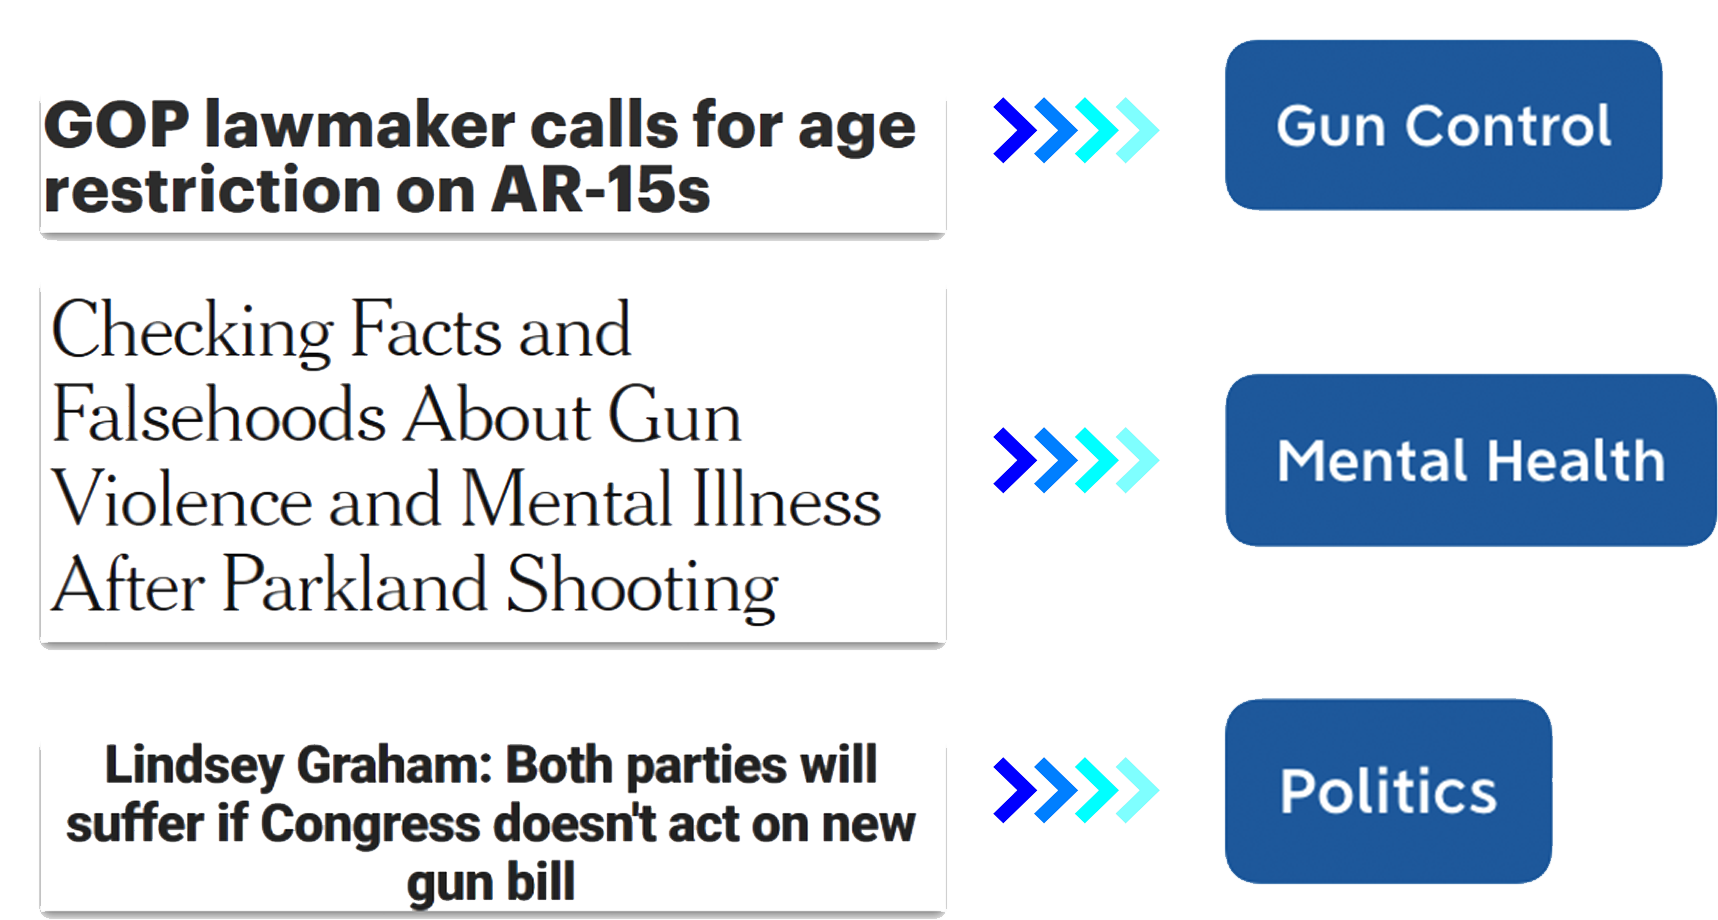 GOP lawmaker calls for age
restriction on AR-15s
Gun Control
Checking Facts and
Falsehoods About Gun
Violence and Mental Illness
After Parkland Shooting
Mental Health
Lindsey Graham: Both parties will
suffer if Congress doesn't act on new
gun bill
Politics